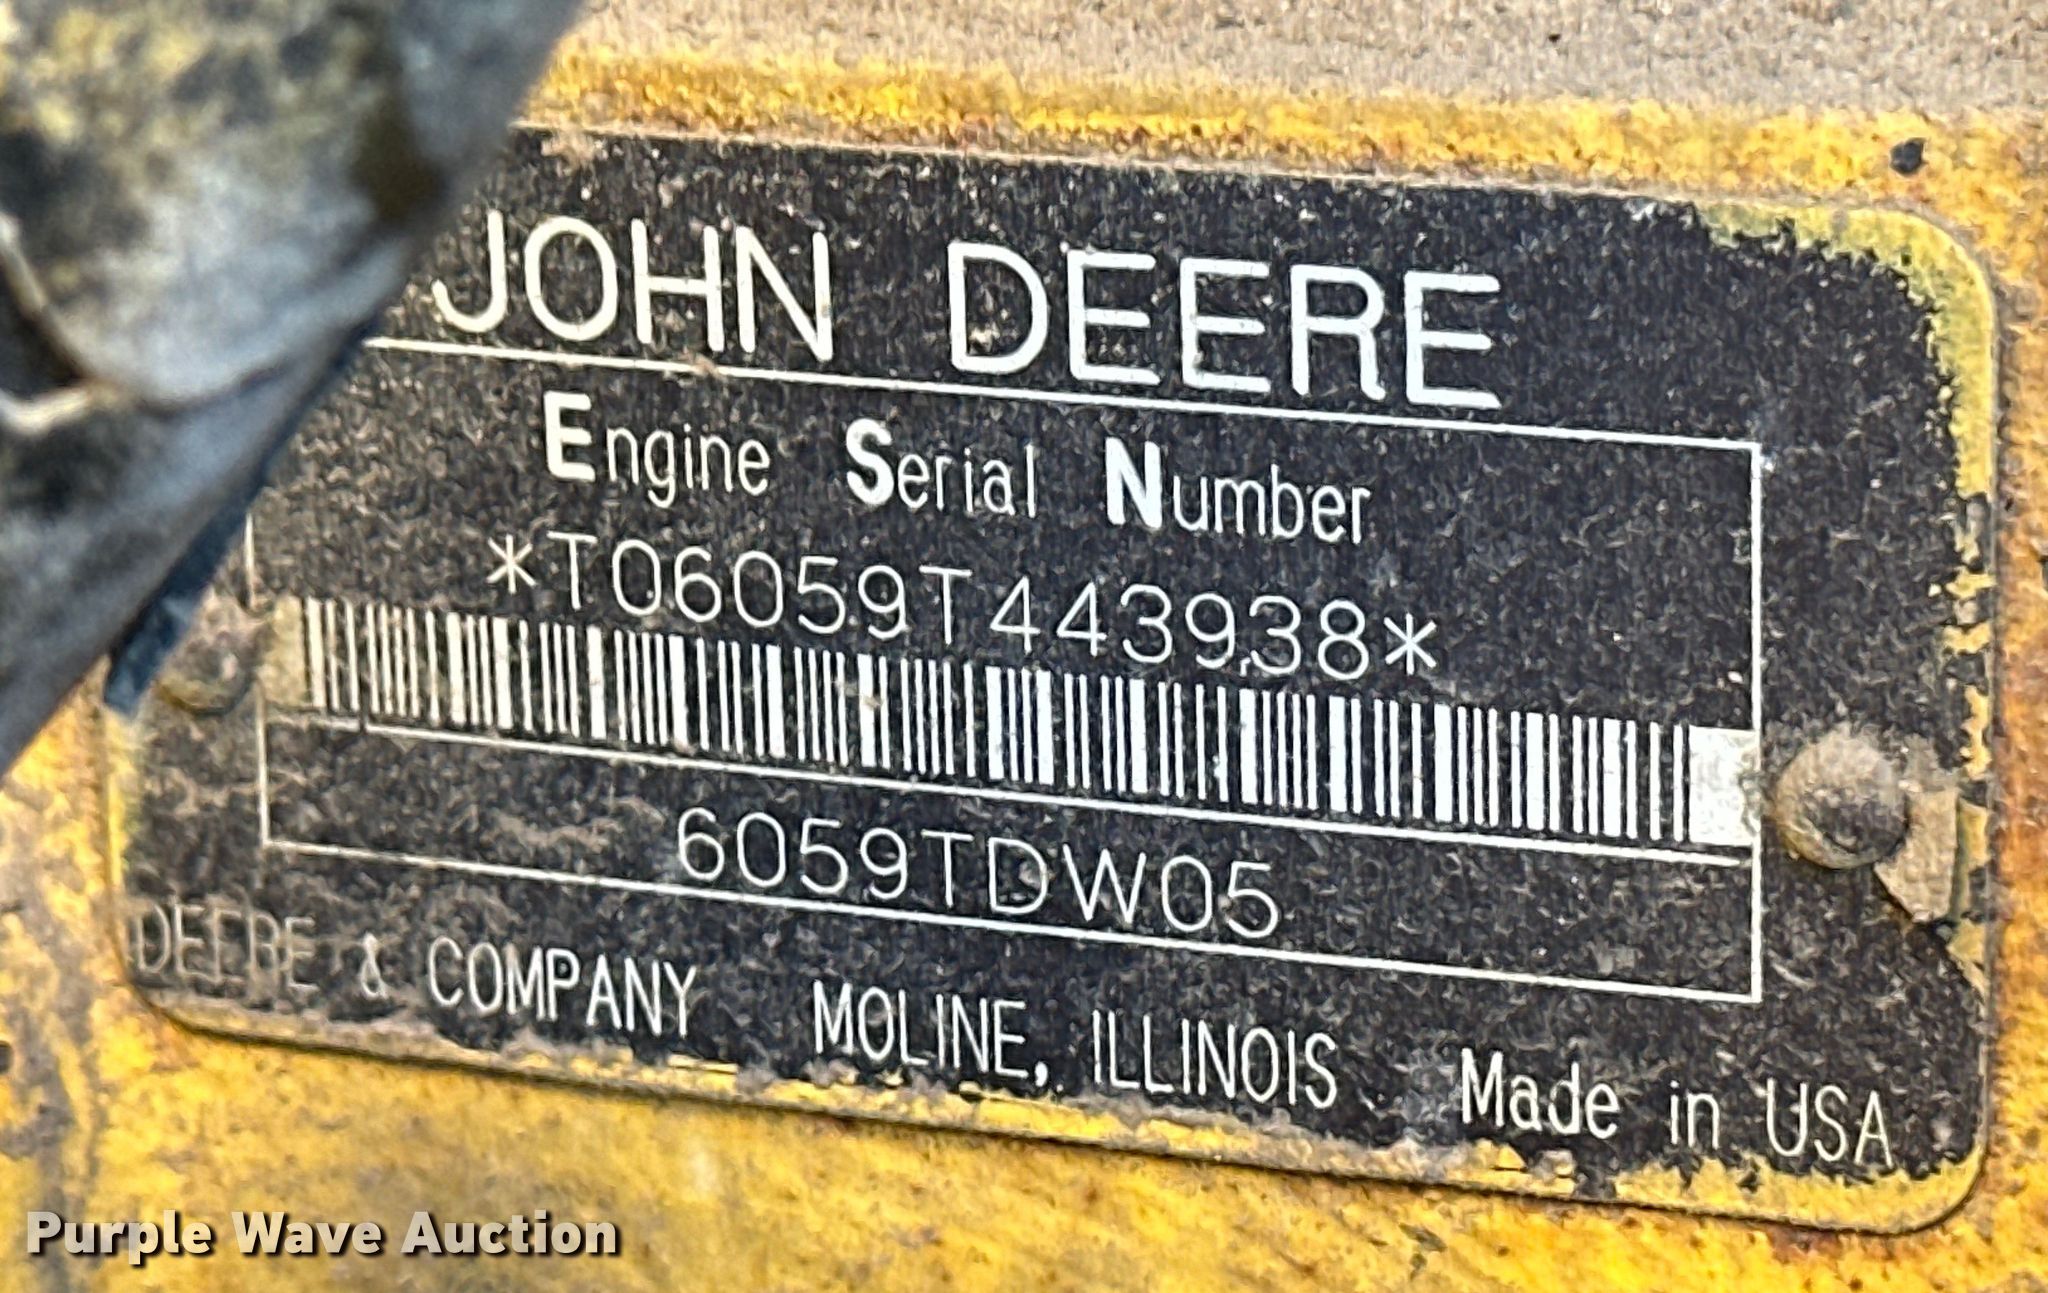 JOHN DEERE
Engine Serial Number
*T06059T443938*
6059TDW05
DEERE & COMPANY MOLINE, ILLINOIS Made in USA
Purple Wave Auction